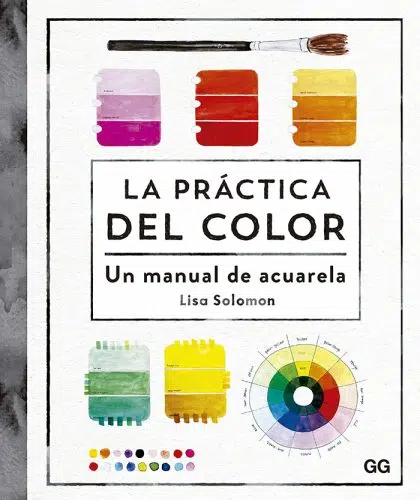 LA PRÁCTICA
DEL COLOR
Un manual de acuarela
Lisa Solomon
GG